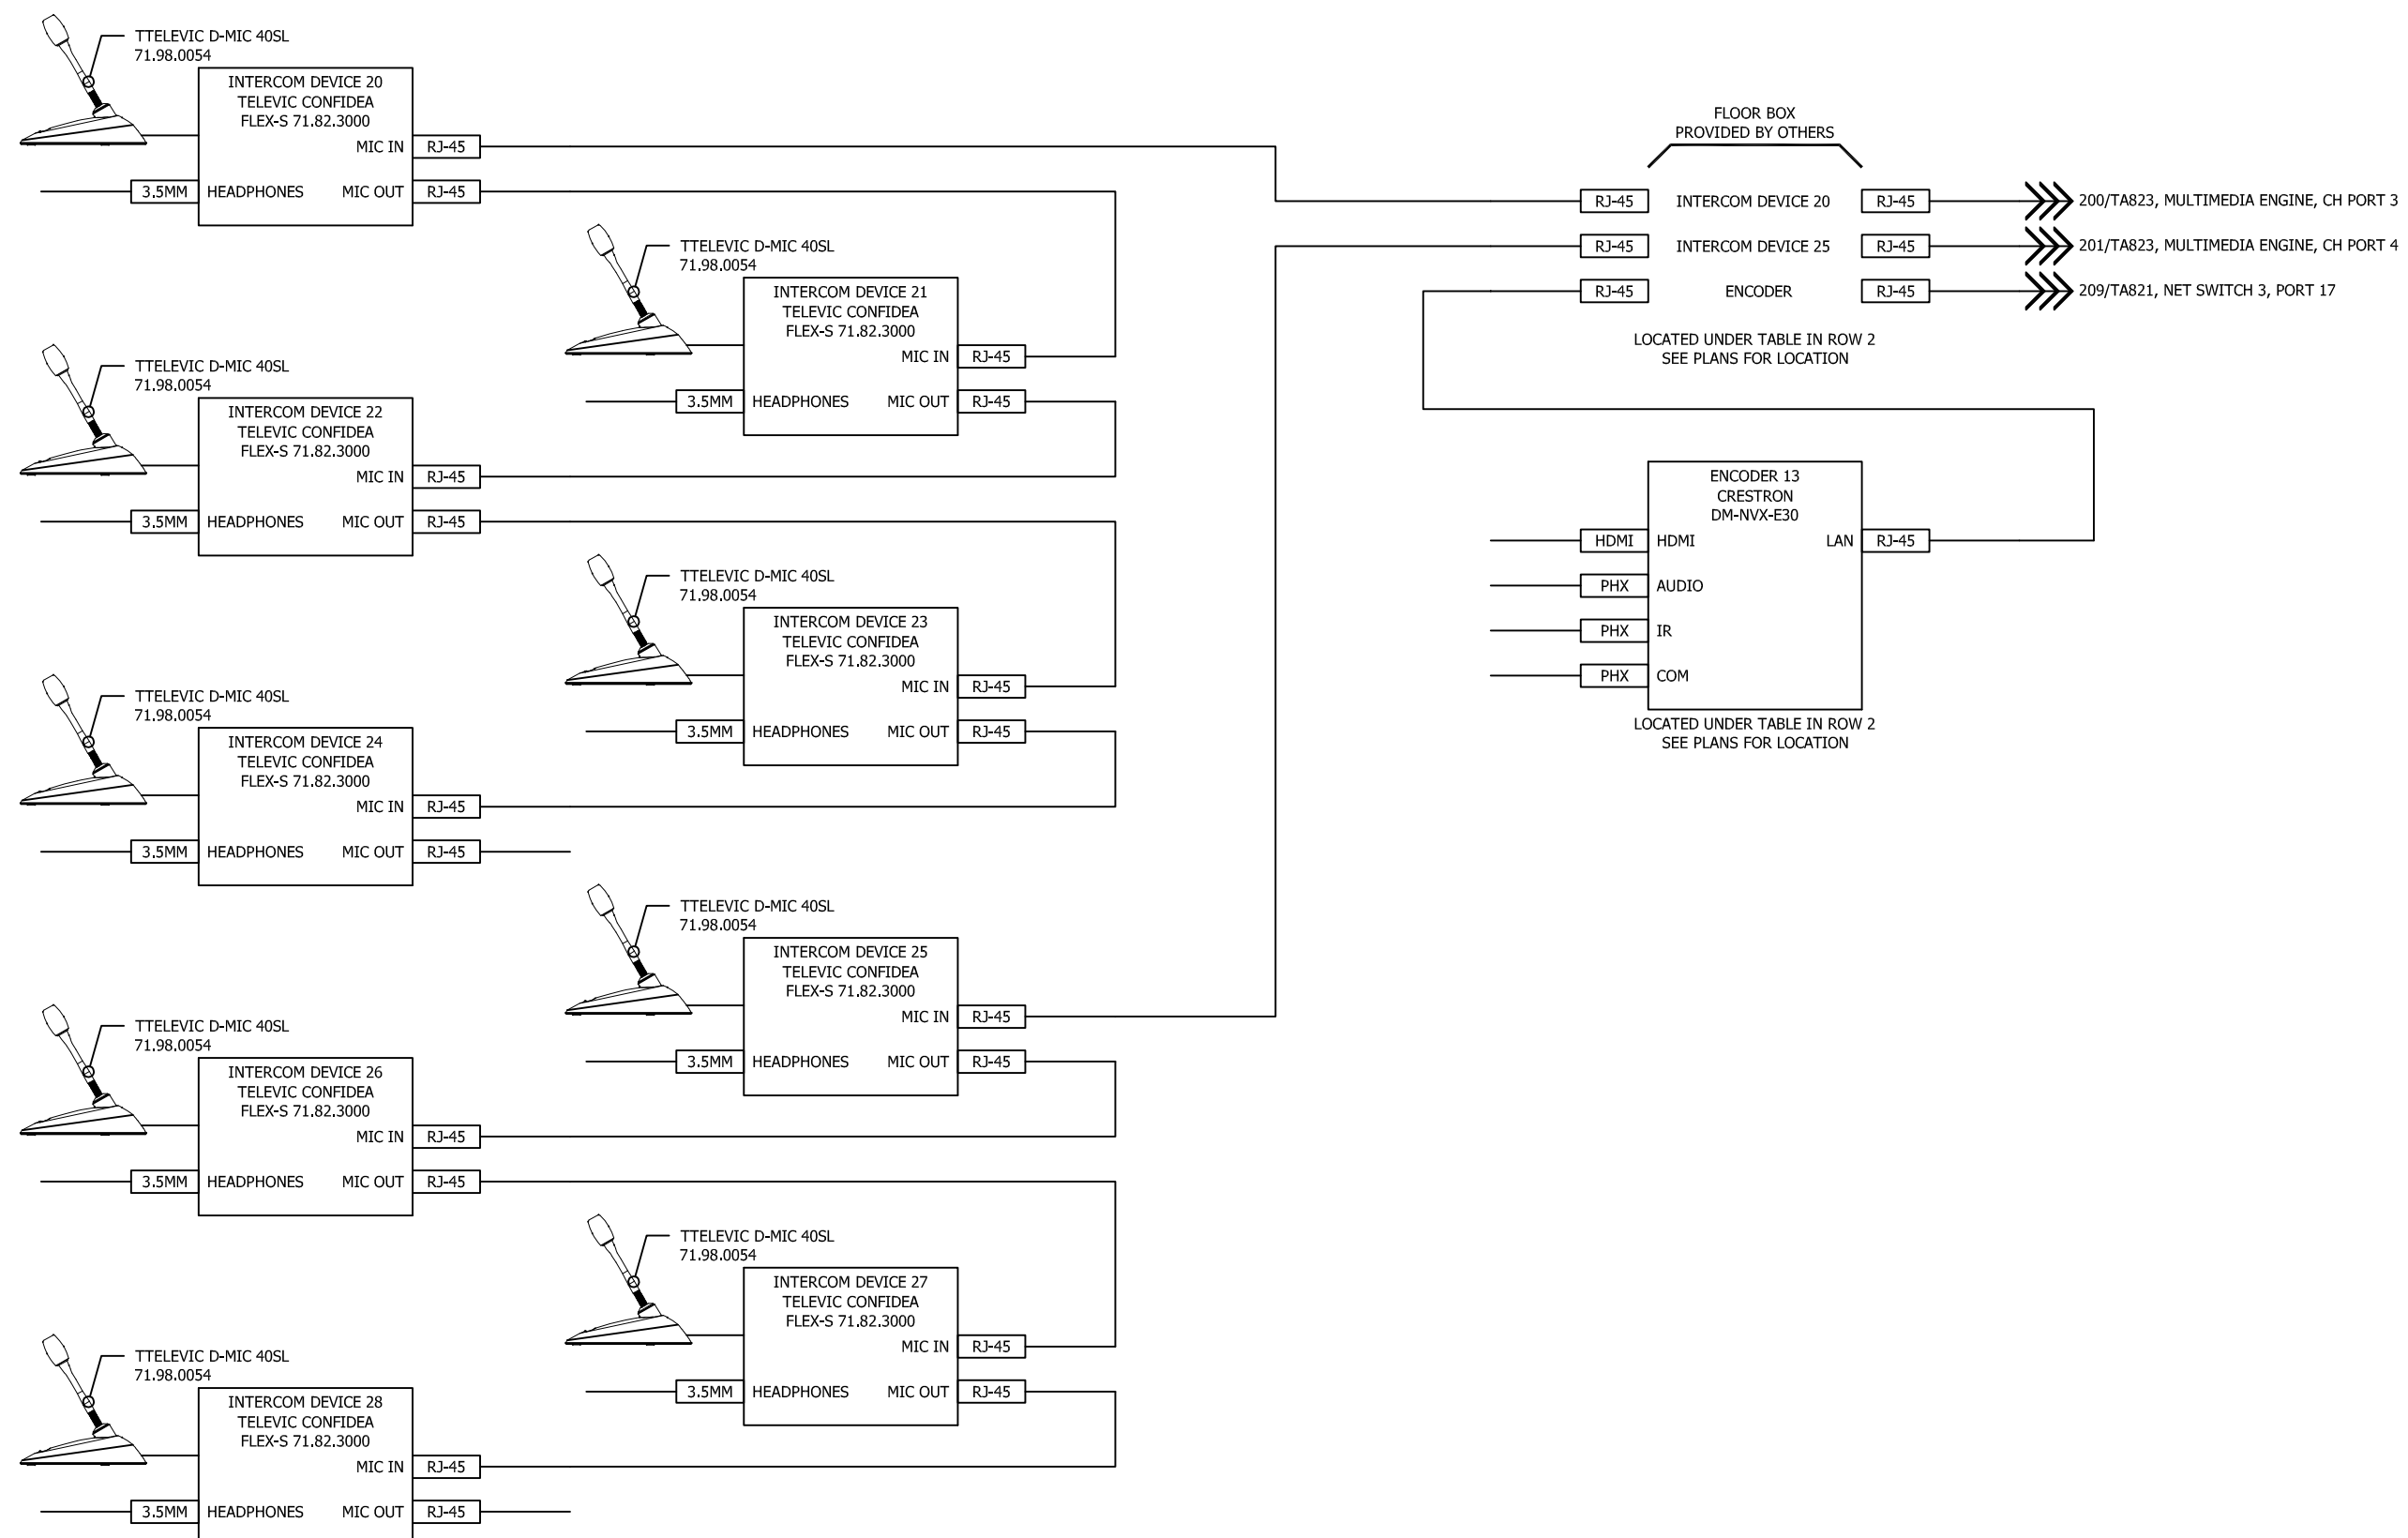 TTELEVIC D-MIC 40SL
71.98.0054
INTERCOM DEVICE 20
TELEVIC CONFIDEA
FLEX-S 71.82.3000
MIC IN RJ-45
3.5MM HEADPHONES MIC OUT RJ-45
TTELEVIC D-MIC 40SL
71.98.0054
INTERCOM DEVICE 21
TELEVIC CONFIDEA
FLEX-S 71.82.3000
MIC IN RJ-45
3.5MM HEADPHONES MIC OUT RJ-45
TTELEVIC D-MIC 40SL
71.98.0054
INTERCOM DEVICE 22
TELEVIC CONFIDEA
FLEX-S 71.82.3000
MIC IN RJ-45
3.5MM HEADPHONES MIC OUT RJ-45
TTELEVIC D-MIC 40SL
71.98.0054
INTERCOM DEVICE 23
TELEVIC CONFIDEA
FLEX-S 71.82.3000
MIC IN RJ-45
3.5MM HEADPHONES MIC OUT RJ-45
TTELEVIC D-MIC 40SL
71.98.0054
INTERCOM DEVICE 24
TELEVIC CONFIDEA
FLEX-S 71.82.3000
MIC IN RJ-45
3.5MM HEADPHONES MIC OUT RJ-45
TTELEVIC D-MIC 40SL
71.98.0054
INTERCOM DEVICE 25
TELEVIC CONFIDEA
FLEX-S 71.82.3000
MIC IN RJ-45
3.5MM HEADPHONES MIC OUT RJ-45
TTELEVIC D-MIC 40SL
71.98.0054
INTERCOM DEVICE 26
TELEVIC CONFIDEA
FLEX-S 71.82.3000
MIC IN RJ-45
3.5MM HEADPHONES MIC OUT RJ-45
TTELEVIC D-MIC 40SL
71.98.0054
INTERCOM DEVICE 27
TELEVIC CONFIDEA
FLEX-S 71.82.3000
MIC IN RJ-45
3.5MM HEADPHONES MIC OUT RJ-45
TTELEVIC D-MIC 40SL
71.98.0054
INTERCOM DEVICE 28
TELEVIC CONFIDEA
FLEX-S 71.82.3000
MIC IN RJ-45
3.5MM HEADPHONES MIC OUT RJ-45
FLOOR BOX
PROVIDED BY OTHERS
RJ-45 INTERCOM DEVICE 20 RJ-45 200/TA823, MULTIMEDIA ENGINE, CH PORT 3
RJ-45 INTERCOM DEVICE 25 RJ-45 201/TA823, MULTIMEDIA ENGINE, CH PORT 4
RJ-45 ENCODER RJ-45 209/TA821, NET SWITCH 3, PORT 17
LOCATED UNDER TABLE IN ROW 2
SEE PLANS FOR LOCATION
ENCODER 13
CRESTRON
DM-NVX-E30
HDMI HDMI LAN RJ-45
PHX AUDIO
PHX IR
PHX COM
LOCATED UNDER TABLE IN ROW 2
SEE PLANS FOR LOCATION